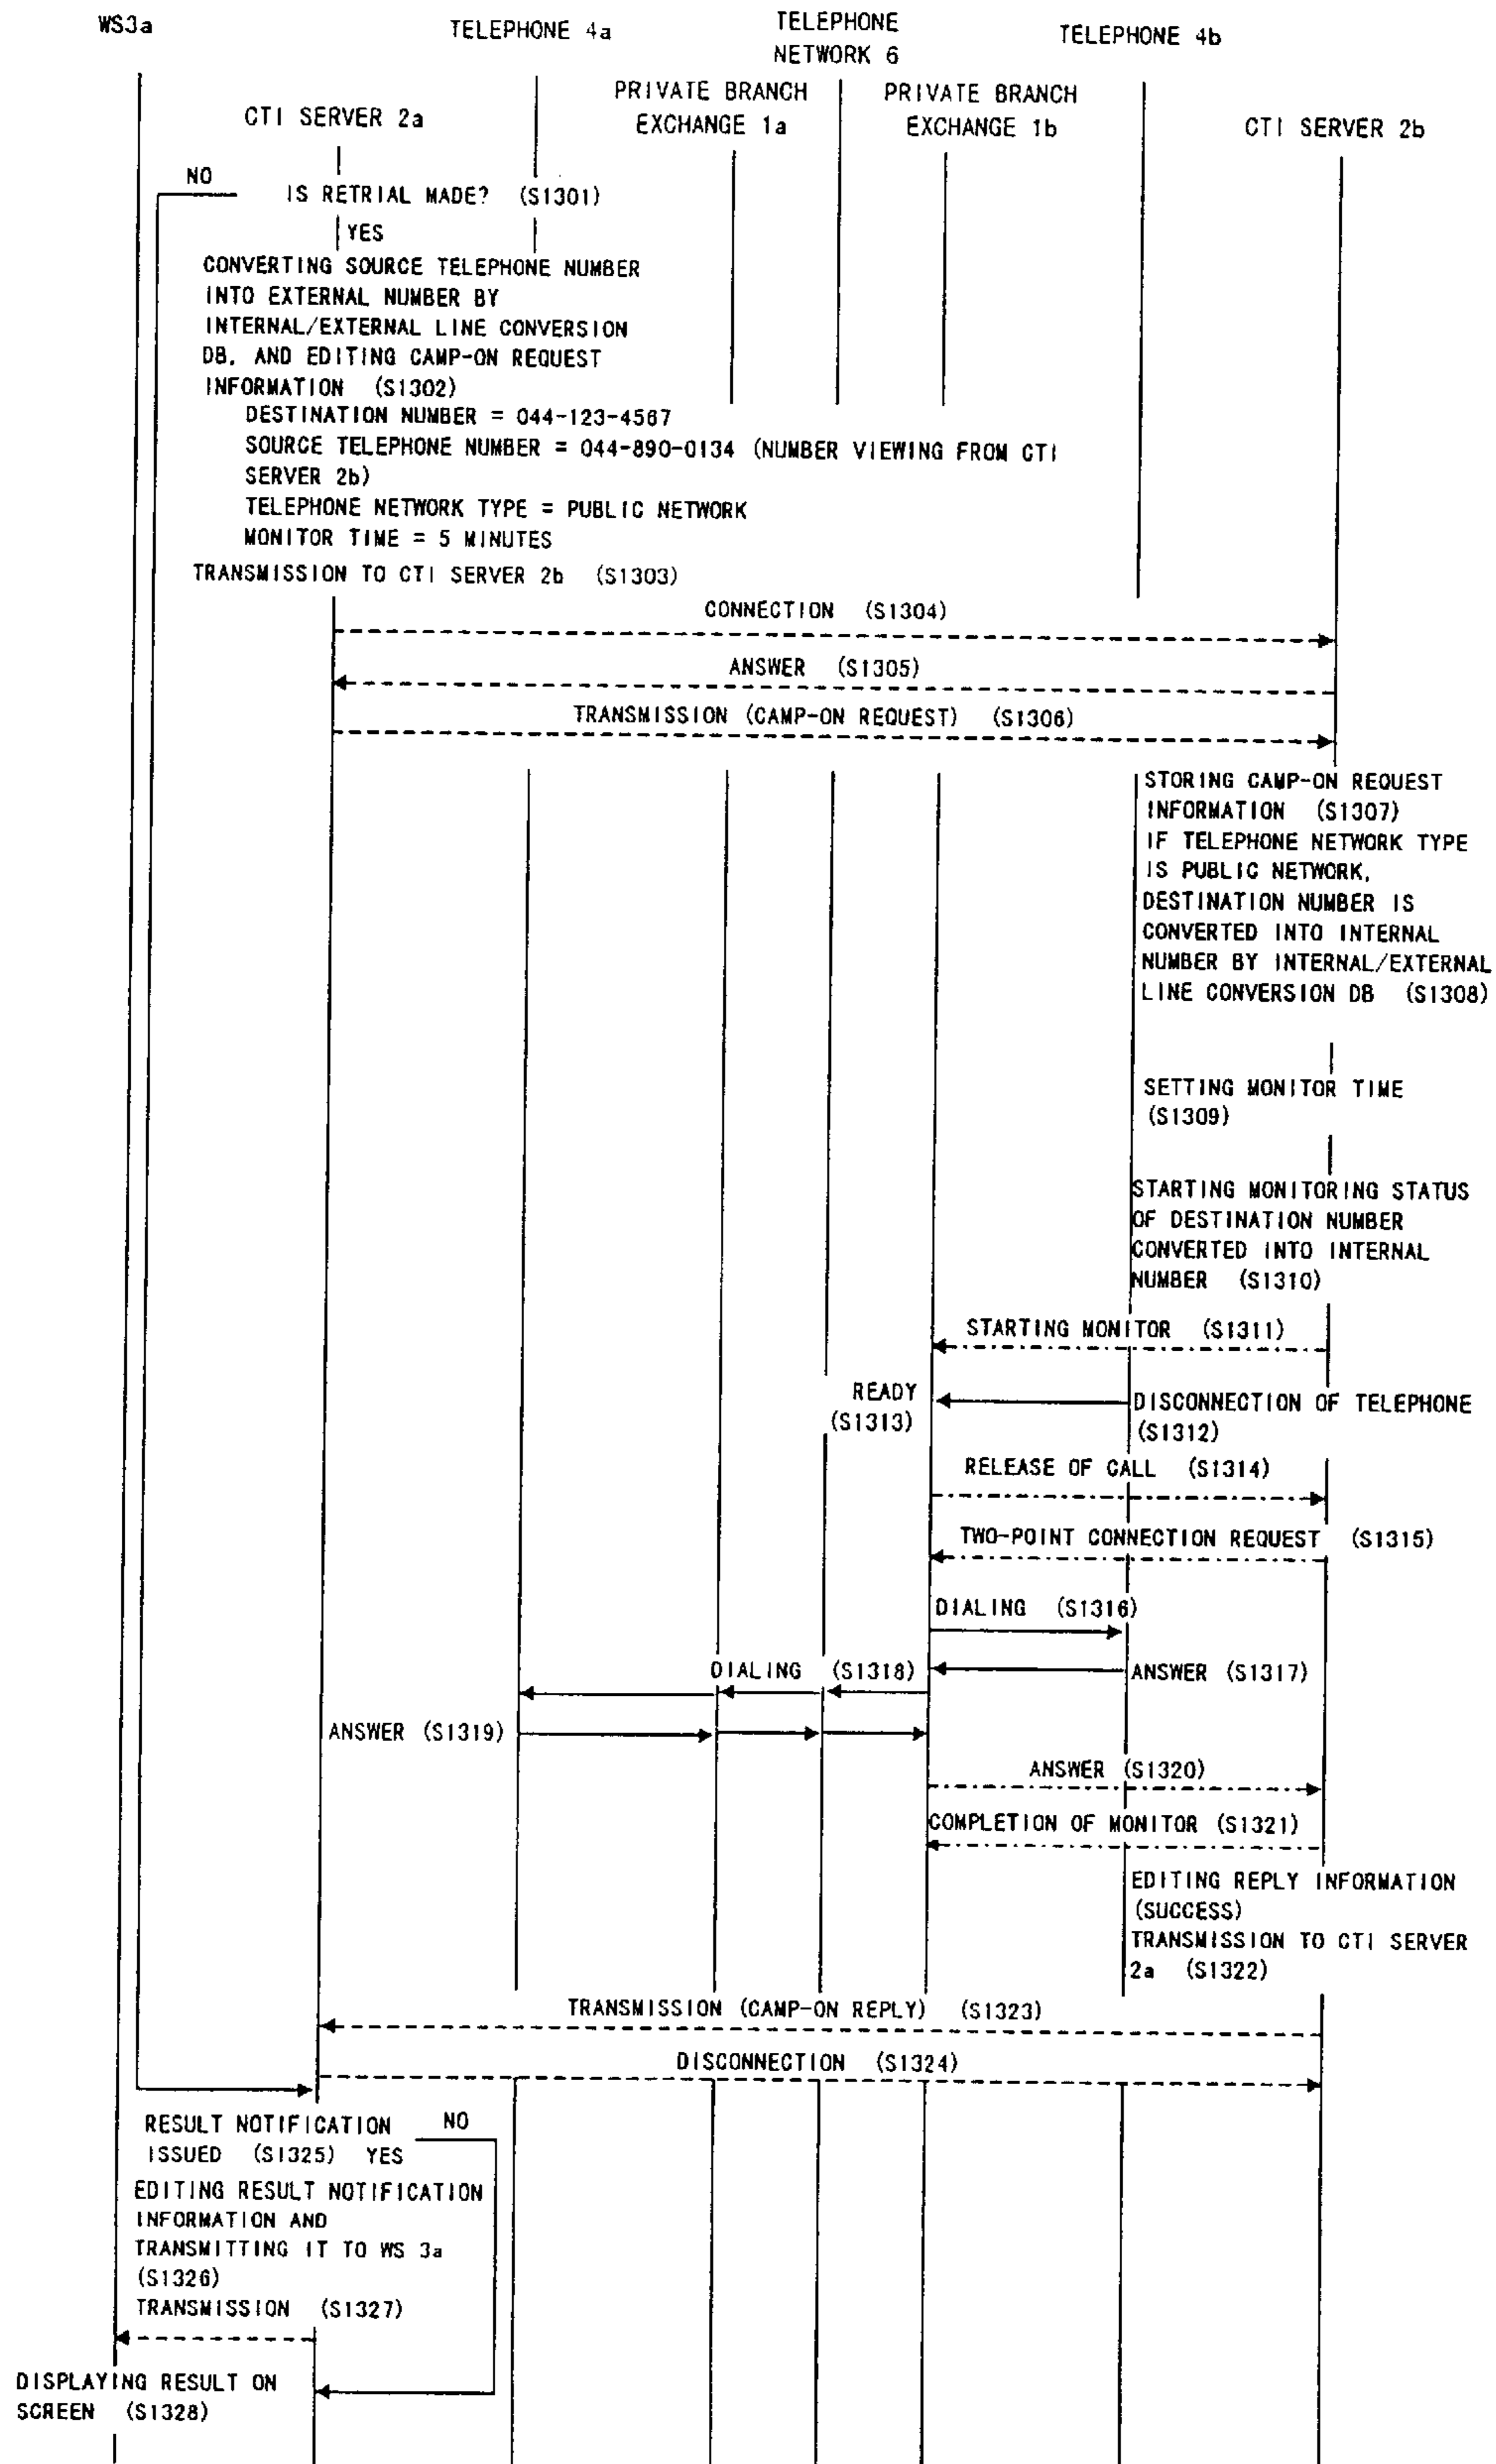 WS3a
TELEPHONE 4a
TELEPHONE
NETWORK 6
TELEPHONE 4b
CTI SERVER 2a
PRIVATE BRANCH
EXCHANGE 1a
PRIVATE BRANCH
EXCHANGE 1b
CTI SERVER 2b
NO
IS RETRIAL MADE? (S1301)
YES
CONVERTING SOURCE TELEPHONE NUMBER
INTO EXTERNAL NUMBER BY
INTERNAL/EXTERNAL LINE CONVERSION
DB, AND EDITING CAMP-ON REQUEST
INFORMATION (S1302)
DESTINATION NUMBER = 044-123-4567
SOURCE TELEPHONE NUMBER = 044-890-0134 (NUMBER VIEWING FROM CTI
SERVER 2b)
TELEPHONE NETWORK TYPE = PUBLIC NETWORK
MONITOR TIME = 5 MINUTES
TRANSMISSION TO CTI SERVER 2b (S1303)
CONNECTION (S1304)
ANSWER (S1305)
TRANSMISSION (CAMP-ON REQUEST) (S1306)
STORING CAMP-ON REQUEST
INFORMATION (S1307)
IF TELEPHONE NETWORK TYPE
IS PUBLIC NETWORK,
DESTINATION NUMBER IS
CONVERTED INTO INTERNAL
NUMBER BY INTERNAL/EXTERNAL
LINE CONVERSION DB (S1308)
SETTING MONITOR TIME
(S1309)
STARTING MONITORING STATUS
OF DESTINATION NUMBER
CONVERTED INTO INTERNAL
NUMBER (S1310)
STARTING MONITOR (S1311)
READY
(S1313)
DISCONNECTION OF TELEPHONE
(S1312)
RELEASE OF CALL (S1314)
TWO-POINT CONNECTION REQUEST (S1315)
DIALING (S1316)
DIALING (S1318)
ANSWER (S1317)
ANSWER (S1319)
ANSWER (S1320)
COMPLETION OF MONITOR (S1321)
EDITING REPLY INFORMATION
(SUCCESS)
TRANSMISSION TO CTI SERVER
2a (S1322)
TRANSMISSION (CAMP-ON REPLY) (S1323)
DISCONNECTION (S1324)
RESULT NOTIFICATION NO
ISSUED (S1325) YES
EDITING RESULT NOTIFICATION
INFORMATION AND
TRANSMITTING IT TO WS 3a
(S1326)
TRANSMISSION (S1327)
DISPLAYING RESULT ON
SCREEN (S1328)